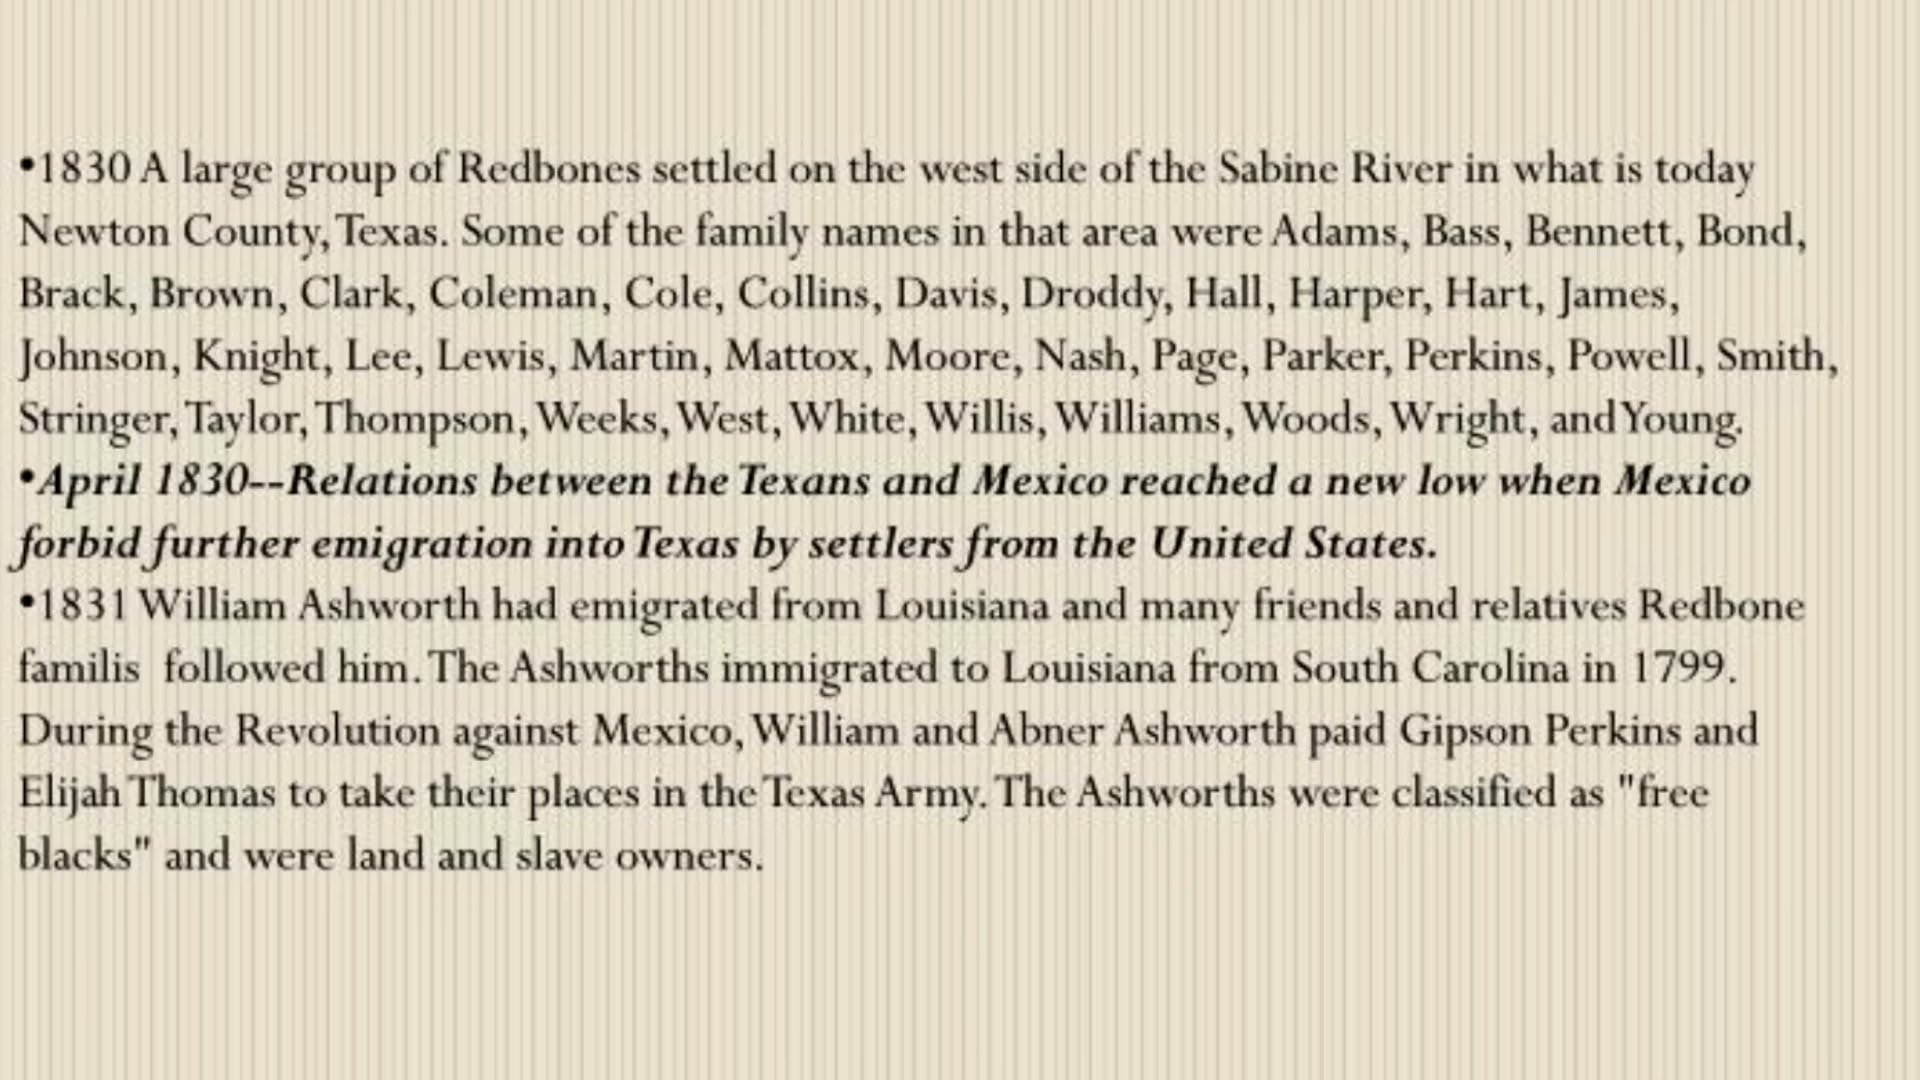 •1830 A large group of Redbones settled on the west side of the Sabine River in what is today
Newton County, Texas. Some of the family names in that area were Adams, Bass, Bennett, Bond,
Brack, Brown, Clark, Coleman, Cole, Collins, Davis, Droddy, Hall, Harper, Hart, James,
Johnson, Knight, Lee, Lewis, Martin, Mattox, Moore, Nash, Page, Parker, Perkins, Powell, Smith,
Stringer, Taylor, Thompson, Weeks, West, White, Willis, Williams, Woods, Wright, and Young.
•April 1830--Relations between the Texans and Mexico reached a new low when Mexico
forbid further emigration into Texas by settlers from the United States.
•1831 William Ashworth had emigrated from Louisiana and many friends and relatives Redbone
familis followed him. The Ashworths immigrated to Louisiana from South Carolina in 1799.
During the Revolution against Mexico, William and Abner Ashworth paid Gipson Perkins and
Elijah Thomas to take their places in the Texas Army. The Ashworths were classified as "free
blacks" and were land and slave owners.